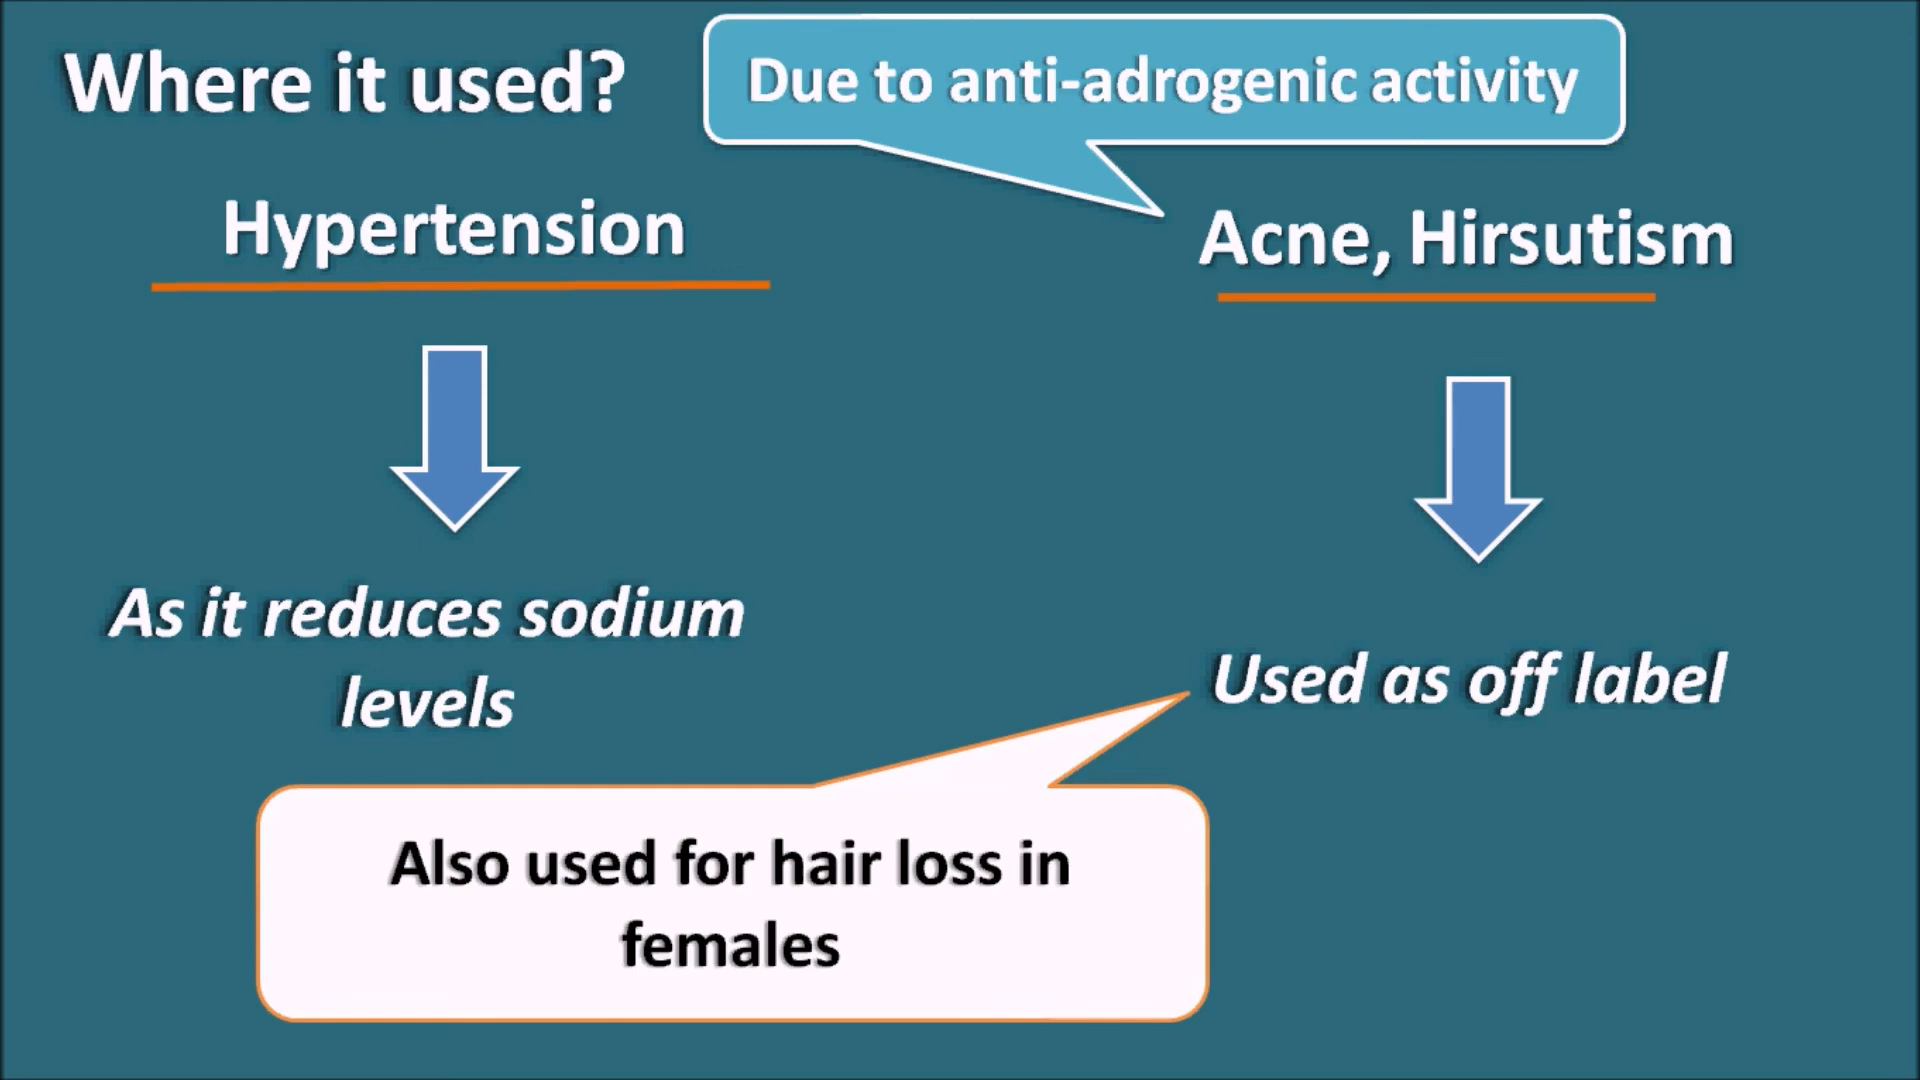 Where it used?
Due to anti-adrogenic activity
Hypertension
Acne, Hirsutism
As it reduces sodium
levels
Used as off label
Also used for hair loss in
females